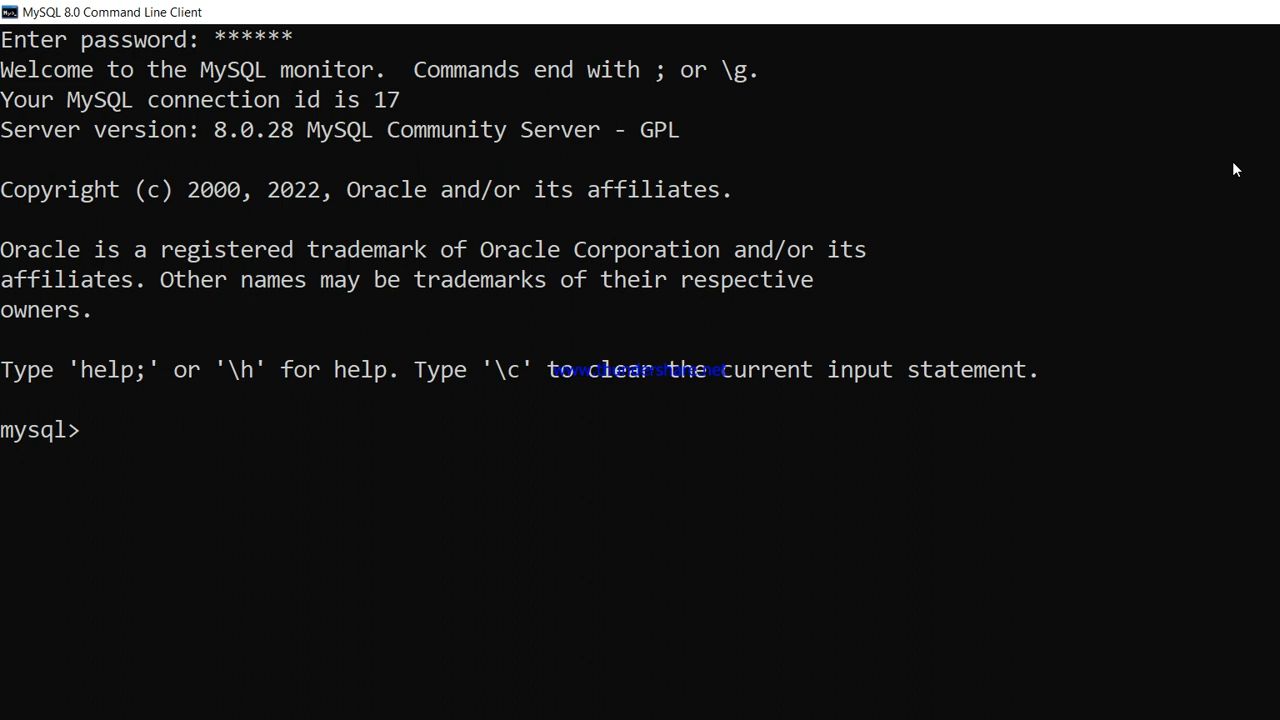 MySQL 8.0 Command Line Client
Enter password: ******
Welcome to the MySQL monitor.  Commands end with ; or \g.
Your MySQL connection id is 17
Server version: 8.0.28 MySQL Community Server - GPL
Copyright (c) 2000, 2022, Oracle and/or its affiliates.
Oracle is a registered trademark of Oracle Corporation and/or its
affiliates. Other names may be trademarks of their respective
owners.
Type 'help;' or '\h' for help. Type '\c' to clear the current input statement.
www.thundershare.net
mysql>